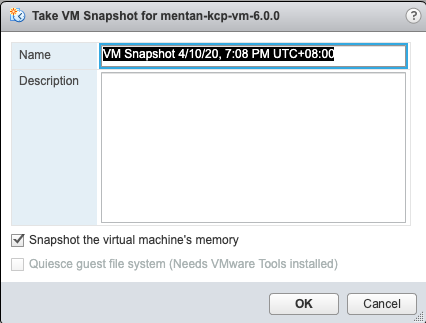 Take VM Snapshot for mentan-kcp-vm-6.0.0
?
Name
VM Snapshot 4/10/20, 7:08 PM UTC+08:00
Description
Snapshot the virtual machine's memory
Quiesce guest file system (Needs VMware Tools installed)
OK
Cancel